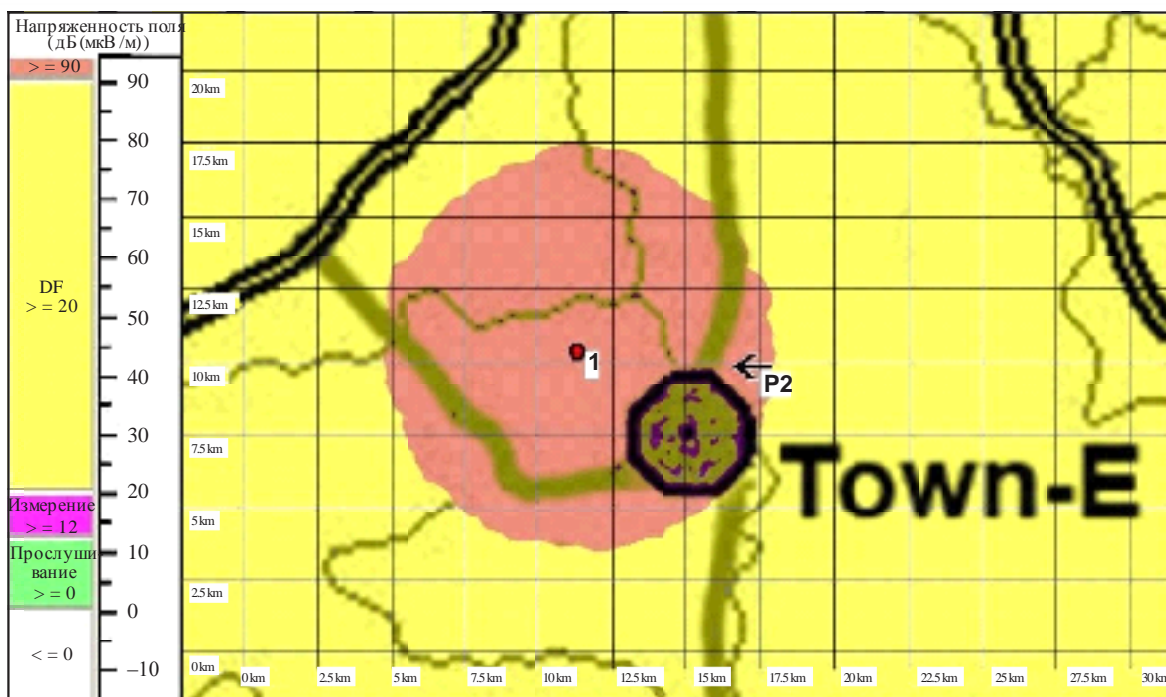 Напряженность поля
(дБ(мкВ/м))
> = 90
DF
> = 20
Измерение
> = 12
Прослуши
вание
> = 0
< = 0
90
80
70
60
50
40
30
20
10
0
–10
20 km
17.5 km
15 km
12.5 km
10 km
7.5 km
5 km
2.5 km
0 km
1
P2
Town-E
0 km
2.5 km
5 km
7.5 km
10 km
12.5 km
15 km
17.5 km
20 km
22.5 km
25 km
27.5 km
30 km